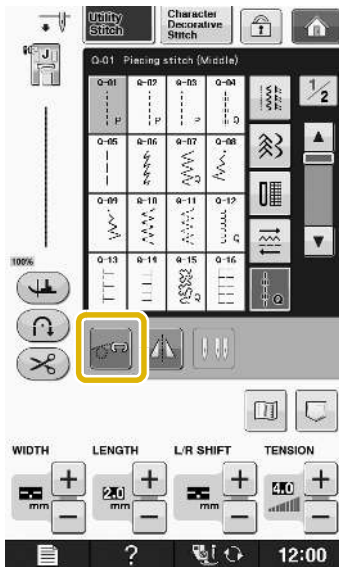 Utility
Stitch
Character
Decorative
Stitch
J
Q-01 Piecing stitch (Middle)
1/2
Q-01 Q-02 Q-03 Q-04
P P P Q
Q-05 Q-06 Q-07 Q-08
Q
Q-09 Q-10 Q-11 Q-12
Q
Q-13 Q-14 Q-15 Q-16
Q
Q
100%
WIDTH LENGTH L/R SHIFT TENSION
mm
2.0
mm
mm
4.0
? 12:00